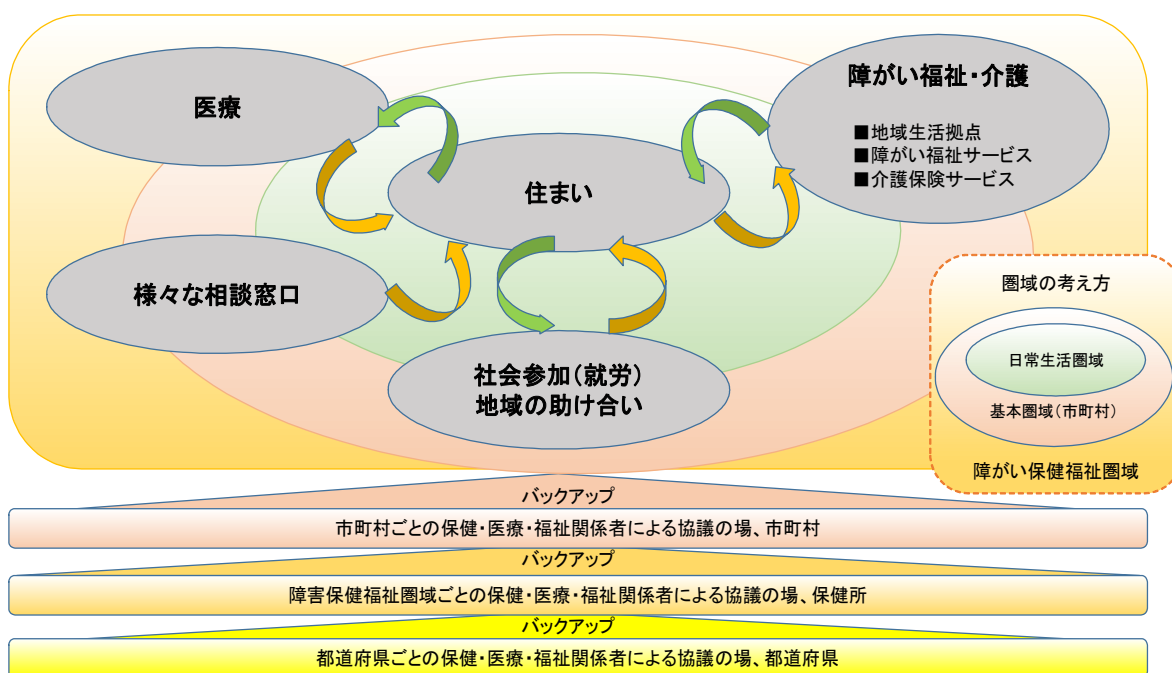 医療
障がい福祉・介護
■地域生活拠点
■障がい福祉サービス
■介護保険サービス
住まい
様々な相談窓口
社会参加（就労）
地域の助け合い
圏域の考え方
日常生活圏域
基本圏域（市町村）
障がい保健福祉圏域
バックアップ
市町村ごとの保健・医療・福祉関係者による協議の場、市町村
バックアップ
障害保健福祉圏域ごとの保健・医療・福祉関係者による協議の場、保健所
バックアップ
都道府県ごとの保健・医療・福祉関係者による協議の場、都道府県